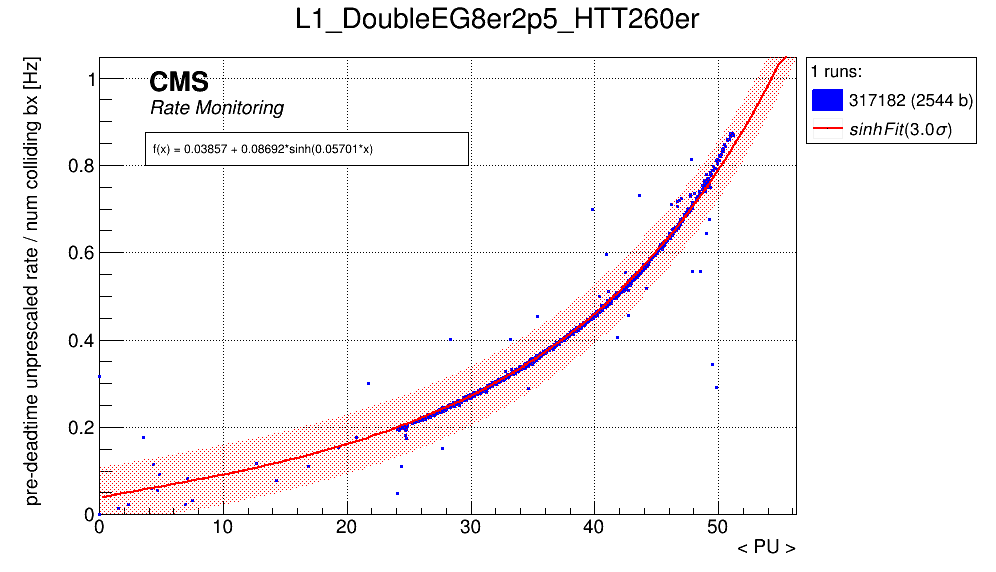 L1_DoubleEG8er2p5_HTT260er
pre-deadtime unprescaled rate / num colliding bx [Hz]
CMS
Rate Monitoring
f(x) = 0.03857 + 0.08692*sinh(0.05701*x)
1 runs:
317182 (2544 b)
sinhFit(3.0σ)
1
0.8
0.6
0.4
0.2
0
0 10 20 30 40 50
< PU >